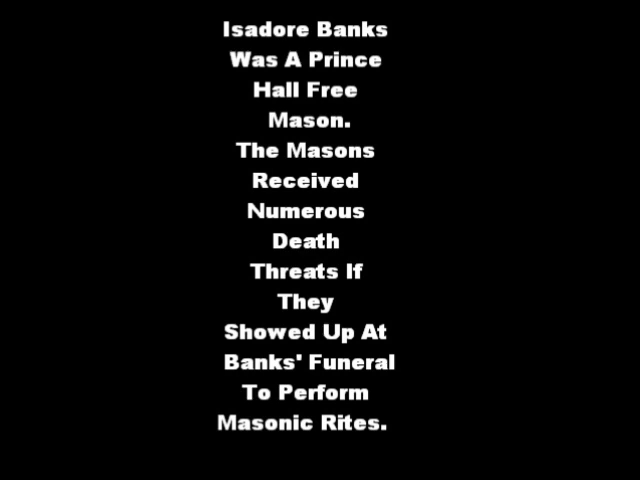 Isadore Banks
Was A Prince
Hall Free
Mason.
The Masons
Received
Numerous
Death
Threats If
They
Showed Up At
Banks' Funeral
To Perform
Masonic Rites.